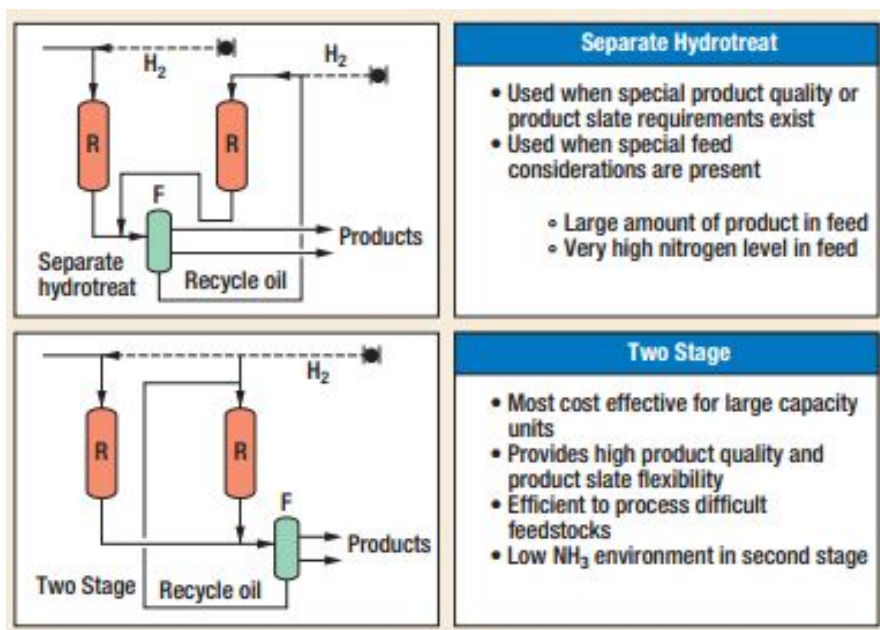 H₂
H₂
R
R
F
Products
Separate
hydrotreat
Recycle oil
Separate Hydrotreat
• Used when special product quality or
product slate requirements exist
• Used when special feed
considerations are present
∘ Large amount of product in feed
∘ Very high nitrogen level in feed
H₂
R
R
F
Products
Two Stage
Recycle oil
Two Stage
• Most cost effective for large capacity
units
• Provides high product quality and
product slate flexibility
• Efficient to process difficult
feedstocks
• Low NH₃ environment in second stage